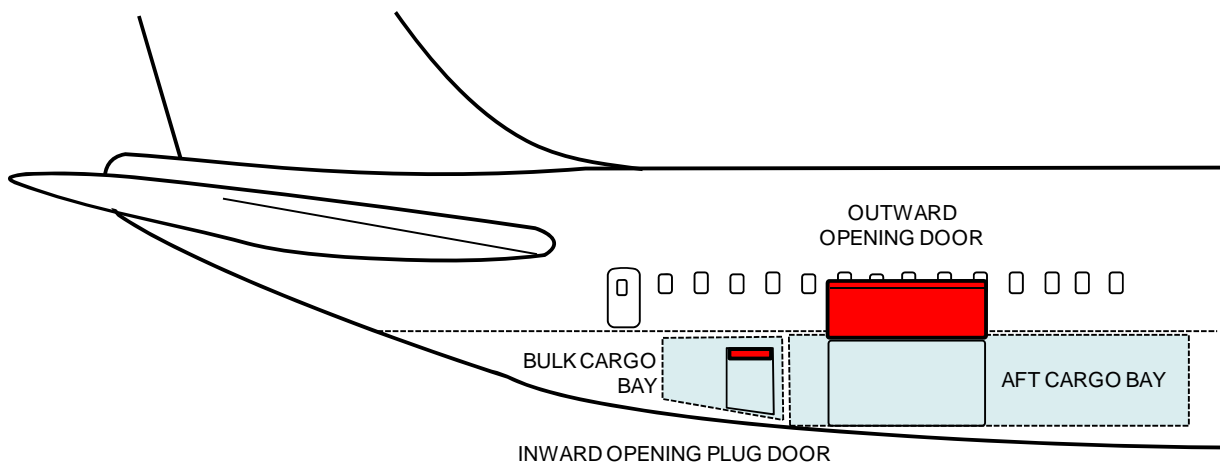 OUTWARD
OPENING DOOR
BULK CARGO
BAY
AFT CARGO BAY
INWARD OPENING PLUG DOOR